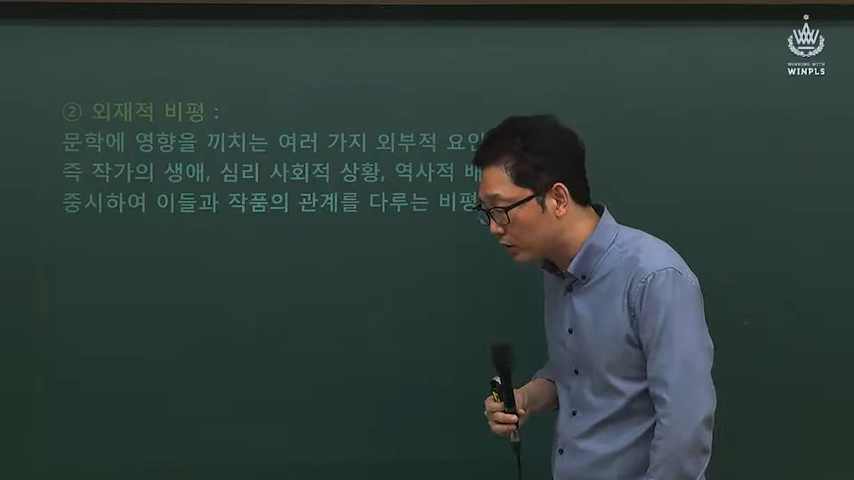 ② 외재적 비평 :
문학에 영향을 끼치는 여러 가지 외부적
즉 작가의 생애, 심리 사회적 상황, 역사적
중시하여 이들과 작품의 관계를 다루는 비평
WINNING WITH
WINPLS